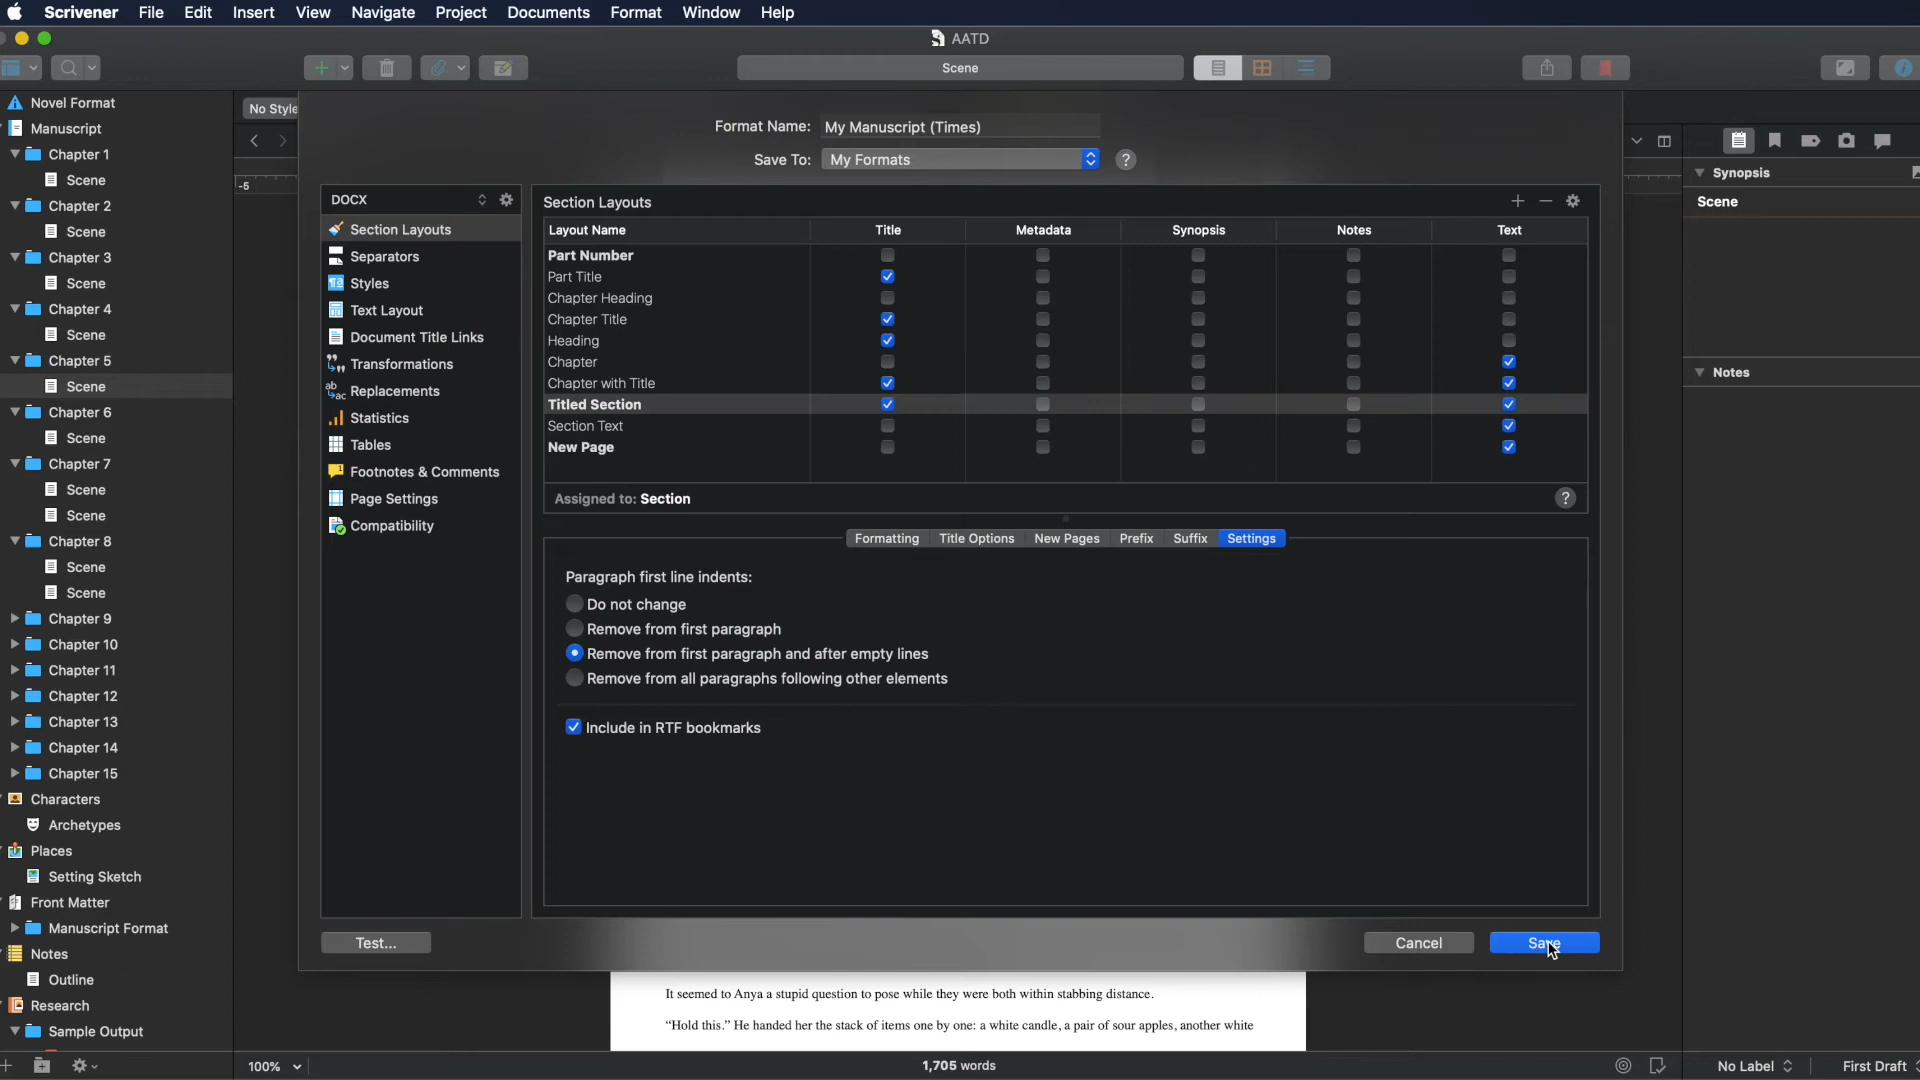 Scrivener File Edit Insert View Navigate Project Documents Format Window Help
AATD
Scene
Novel Format
Manuscript
Chapter 1
Scene
Chapter 2
Scene
Chapter 3
Scene
Chapter 4
Scene
Chapter 5
Scene
Chapter 6
Scene
Chapter 7
Scene
Scene
Chapter 8
Scene
Scene
Chapter 9
Chapter 10
Chapter 11
Chapter 12
Chapter 13
Chapter 14
Chapter 15
Characters
Archetypes
Places
Setting Sketch
Front Matter
Manuscript Format
Notes
Outline
Research
Sample Output
No Style
-5
Format Name: My Manuscript (Times)
Save To: My Formats ?
DOCX
Section Layouts
Separators
Styles
Text Layout
Document Title Links
Transformations
Replacements
Statistics
Tables
Footnotes & Comments
Page Settings
Compatibility
Section Layouts
Layout Name Title Metadata Synopsis Notes Text
Part Number
Part Title
Chapter Heading
Chapter Title
Heading
Chapter
Chapter with Title
Titled Section
Section Text
New Page
Assigned to: Section ?
Formatting Title Options New Pages Prefix Suffix Settings
Paragraph first line indents:
Do not change
Remove from first paragraph
Remove from first paragraph and after empty lines
Remove from all paragraphs following other elements
Include in RTF bookmarks
Test... Cancel Save
It seemed to Anya a stupid question to pose while they were both within stabbing distance.
“Hold this.” He handed her the stack of items one by one: a white candle, a pair of sour apples, another white
100% 1,705 words
Synopsis
Scene
Notes
No Label First Draft